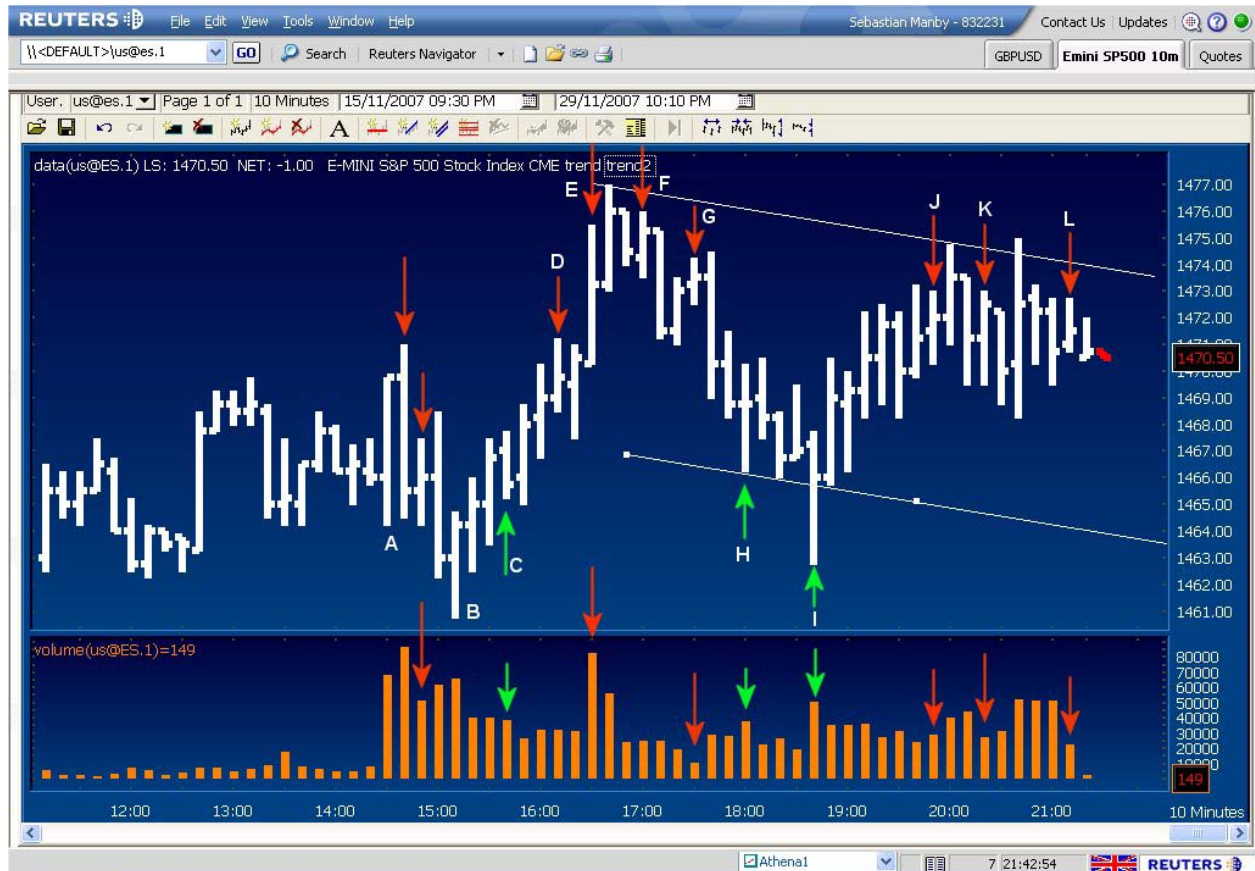 REUTERS File Edit View Tools Window Help Sebastian Manby - 832231 Contact Us Updates
\\<DEFAULT>\us@es.1 GO Search Reuters Navigator GBPUSD Emini SP500 10m Quotes
User. us@es.1 Page 1 of 1 10 Minutes 15/11/2007 09:30 PM 29/11/2007 10:10 PM
A
data(us@ES.1) LS: 1470.50 NET: -1.00 E-MINI S&P 500 Stock Index CME trend trend2
1477.00
E F
1476.00
G
J
K
L
1475.00
D
1474.00
1473.00
1472.00
1471.00
1470.50
1470.00
1469.00
1468.00
1467.00
1466.00
1465.00
1464.00
A
H
1463.00
C
1462.00
B
I
1461.00
volume(us@ES.1)=149
80000
70000
60000
50000
40000
30000
20000
10000
149
12:00 13:00 14:00 15:00 16:00 17:00 18:00 19:00 20:00 21:00 10 Minutes
Athena1 7 21:42:54 REUTERS